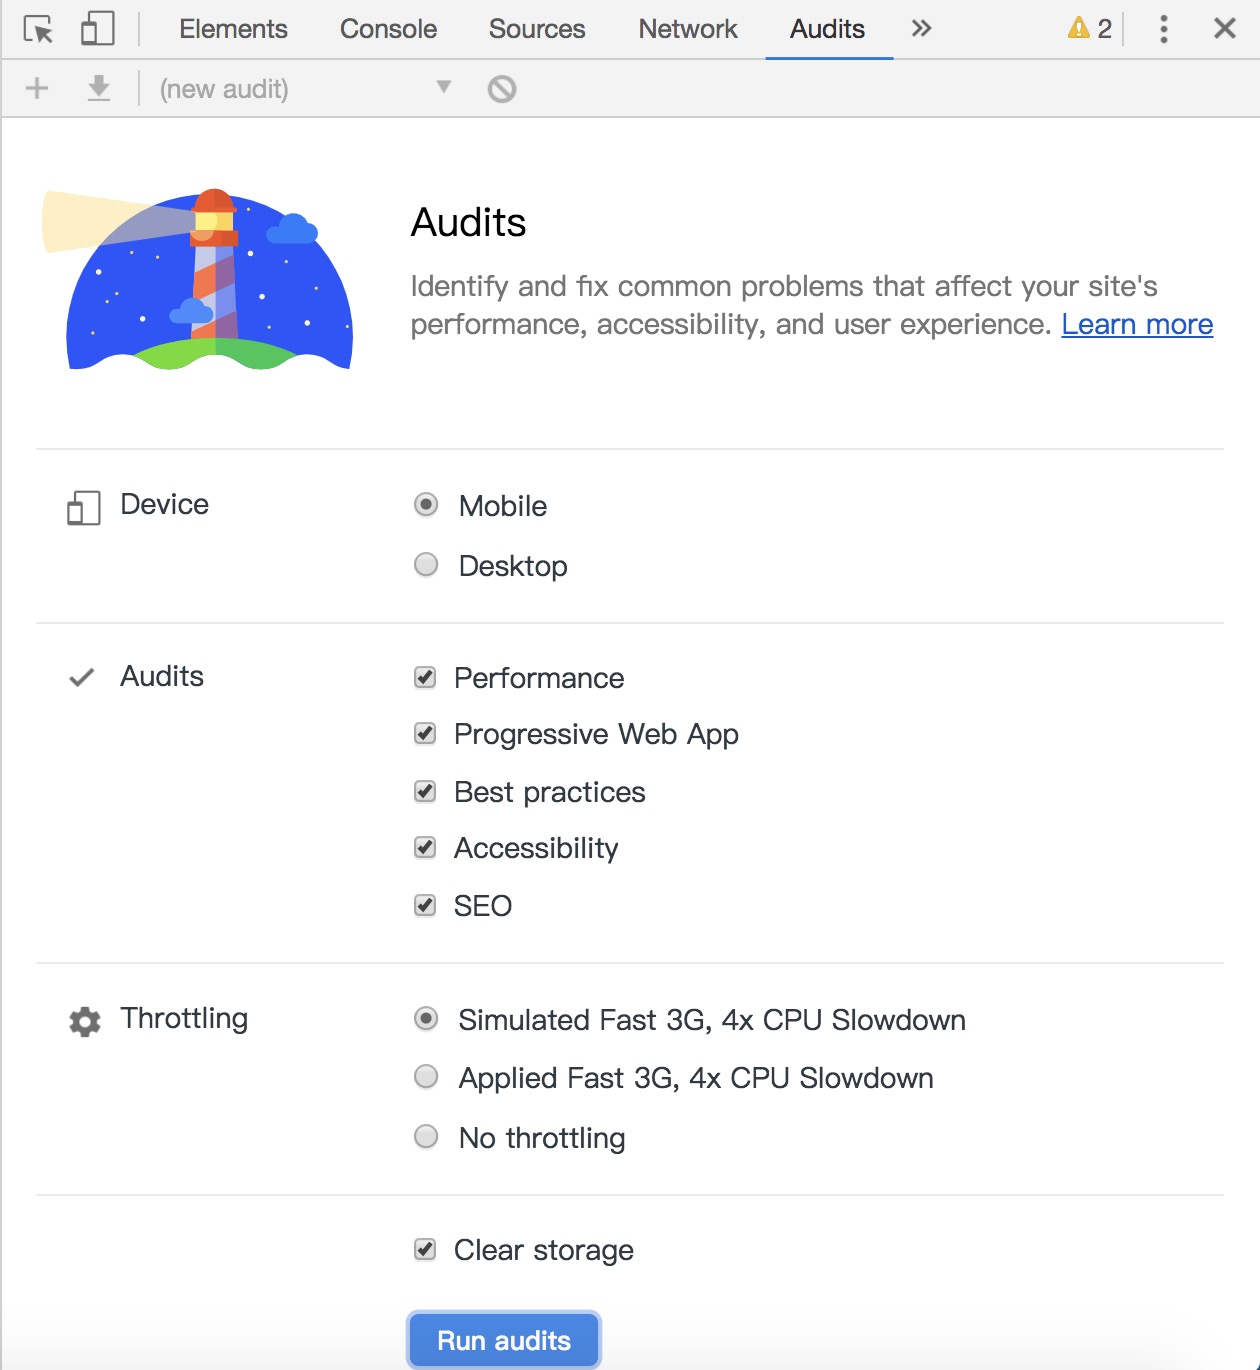 Elements Console Sources Network Audits » 2
(new audit)
Audits
Identify and fix common problems that affect your site's
performance, accessibility, and user experience. Learn more
Device
Mobile
Desktop
Audits
Performance
Progressive Web App
Best practices
Accessibility
SEO
Throttling
Simulated Fast 3G, 4x CPU Slowdown
Applied Fast 3G, 4x CPU Slowdown
No throttling
Clear storage
Run audits